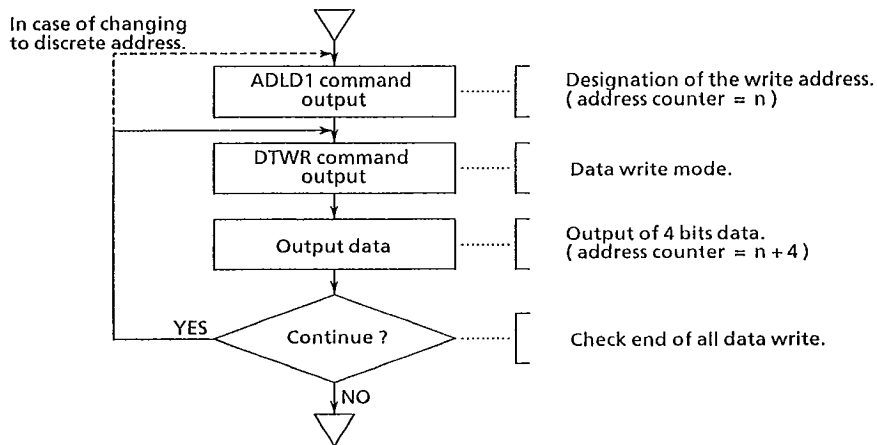 In case of changing
to discrete address.
ADLD1 command
output
Designation of the write address.
( address counter = n )
DTWR command
output
Data write mode.
Output data
Output of 4 bits data.
( address counter = n + 4 )
YES
Continue ?
Check end of all data write.
NO